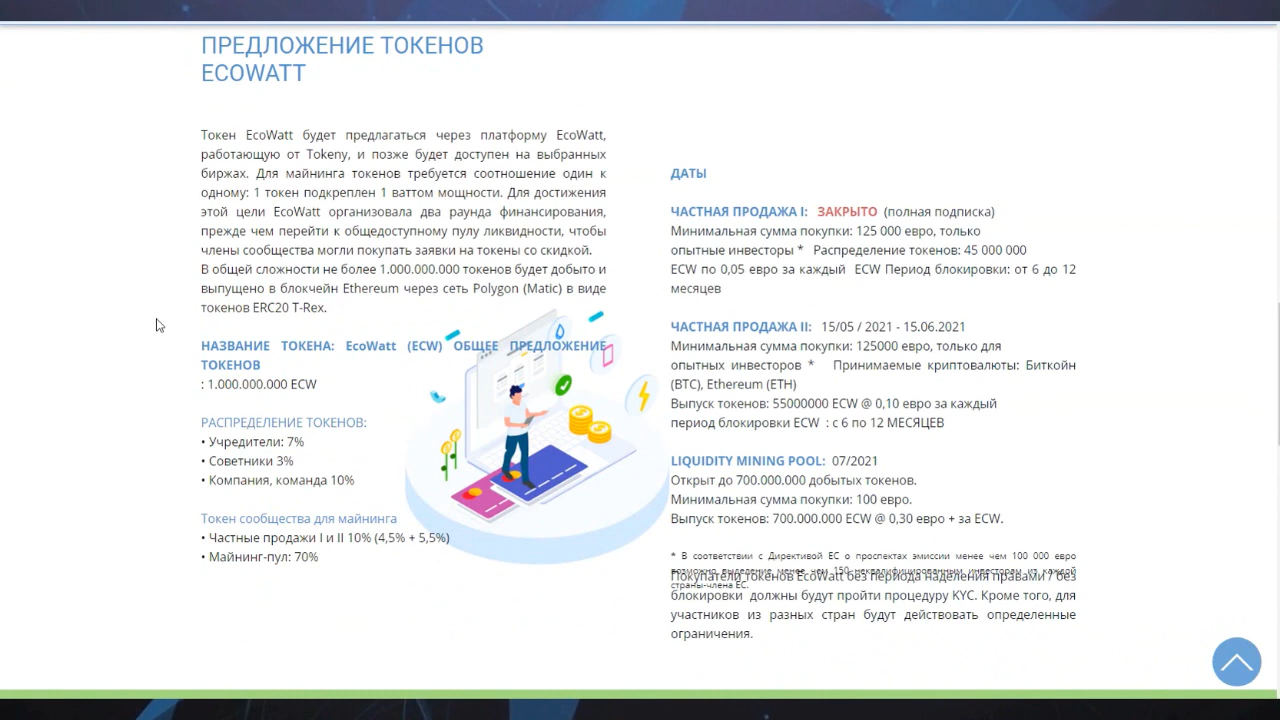 ПРЕДЛОЖЕНИЕ ТОКЕНОВ
ECOWATT
Токен EcoWatt будет предлагаться через платформу EcoWatt,
работающую от Tokeny, и позже будет доступен на выбранных
биржах. Для майнинга токенов требуется соотношение один к
одному: 1 токен подкреплен 1 ваттом мощности. Для достижения
этой цели EcoWatt организовала два раунда финансирования,
прежде чем перейти к общедоступному пулу ликвидности, чтобы
члены сообщества могли покупать заявки на токены со скидкой.
В общей сложности не более 1.000.000.000 токенов будет добыто и
выпущено в блокчейн Ethereum через сеть Polygon (Matic) в виде
токенов ERC20 T-Rex.
НАЗВАНИЕ ТОКЕНА: EcoWatt (ECW) ОБЩЕЕ ПРЕДЛОЖЕНИЕ
ТОКЕНОВ
: 1.000.000.000 ECW
РАСПРЕДЕЛЕНИЕ ТОКЕНОВ:
• Учредители: 7%
• Советники 3%
• Компания, команда 10%
Токен сообщества для майнинга
• Частные продажи I и II 10% (4,5% + 5,5%)
• Майнинг-пул: 70%
ДАТЫ
ЧАСТНАЯ ПРОДАЖА I: ЗАКРЫТО (полная подписка)
Минимальная сумма покупки: 125 000 евро, только
опытные инвесторы * Распределение токенов: 45 000 000
ECW по 0,05 евро за каждый ECW Период блокировки: от 6 до 12
месяцев
ЧАСТНАЯ ПРОДАЖА II: 15/05 / 2021 - 15.06.2021
Минимальная сумма покупки: 125000 евро, только для
опытных инвесторов * Принимаемые криптовалюты: Биткойн
(BTC), Ethereum (ETH)
Выпуск токенов: 55000000 ECW @ 0,10 евро за каждый
период блокировки ECW : с 6 по 12 МЕСЯЦЕВ
LIQUIDITY MINING POOL: 07/2021
Открыт до 700.000.000 добытых токенов.
Минимальная сумма покупки: 100 евро.
Выпуск токенов: 700.000.000 ECW @ 0,30 евро + за ECW.
* В соответствии с Директивой ЕС о проспектах эмиссии менее чем 100 000 евро
возможно выделение менее чем 150 неквалифицированным инвесторам из каждой
страны-члена ЕС.
Покупатели токенов EcoWatt без периода наделения правами / без
блокировки должны будут пройти процедуру KYC. Кроме того, для
участников из разных стран будут действовать определенные
ограничения.